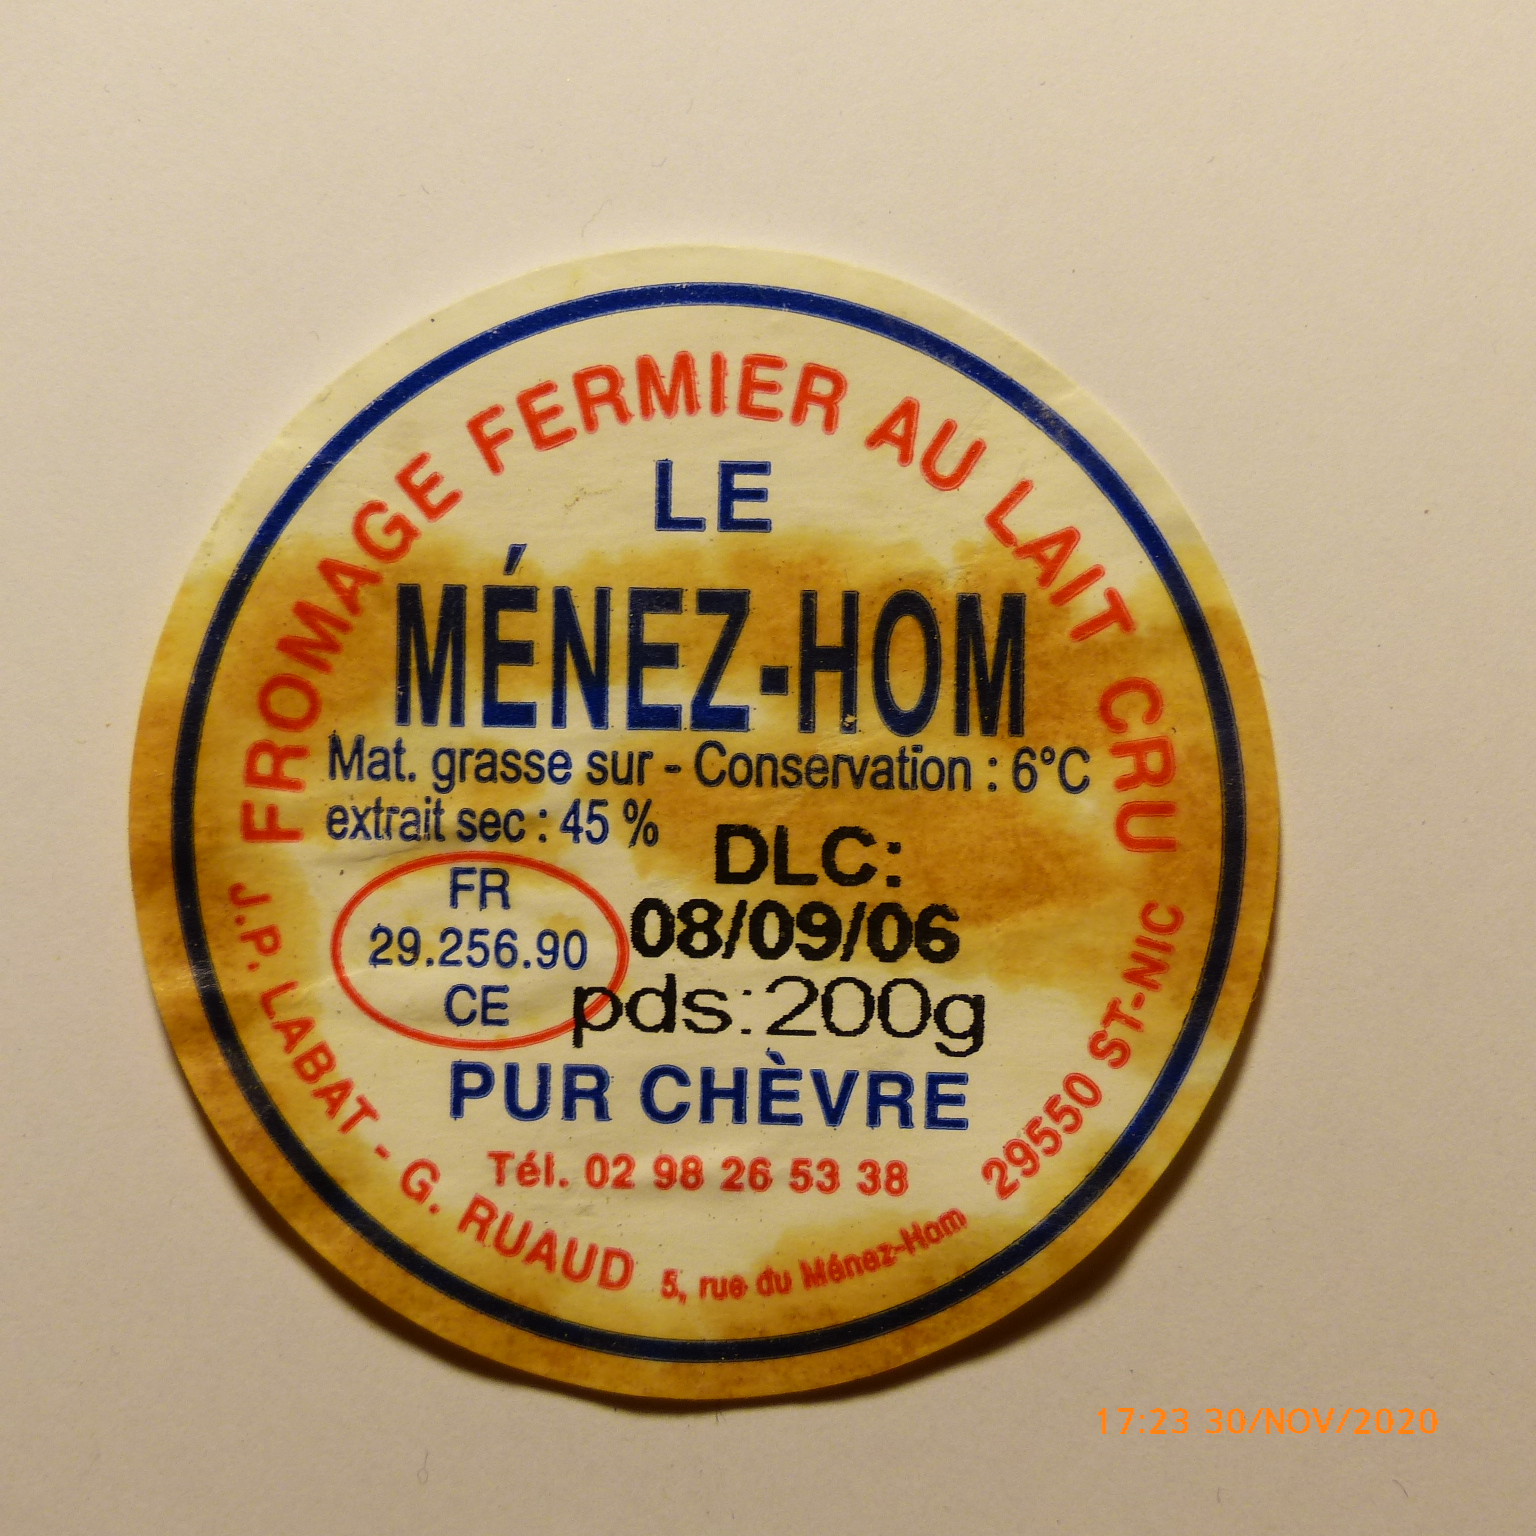 FROMAGE FERMIER AU LAIT CRU
LE
MÉNEZ-HOM
Mat. grasse sur - Conservation : 6°C
extrait sec : 45 %
DLC:
08/09/06
pds:200g
FR
29.256.90
CE
PUR CHÈVRE
Tél. 02 98 26 53 38
J.P. LABAT - G. RUAUD 5, rue du Ménez-Hom 29550 ST-NIC
17:23 30/NOV/2020